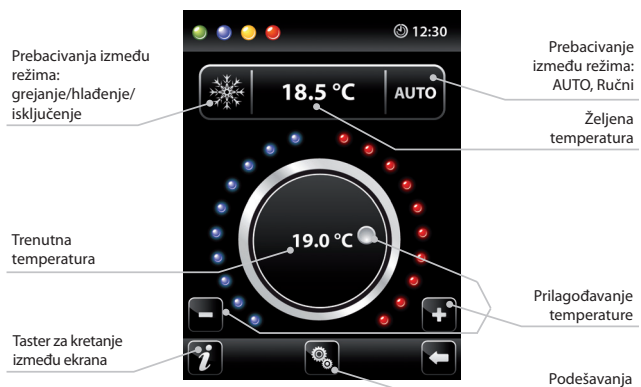 12:30
Prebacivanja između
režima:
grejanje/hlađenje/
isključenje
18.5 °C
AUTO
Prebacivanje
između režima:
AUTO, Ručni
Željena
temperatura
Trenutna
temperatura
19.0 °C
Prilagođavanje
temperature
-
+
Taster za kretanje
između ekrana
i
Podešavanja